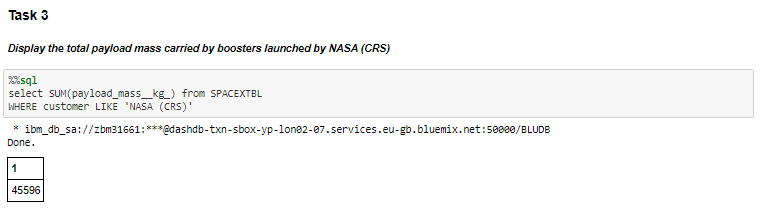 Task 3
Display the total payload mass carried by boosters launched by NASA (CRS)
%%sql
select SUM(payload_mass__kg_) from SPACEXTBL
WHERE customer LIKE 'NASA (CRS)'
* ibm_db_sa://zbm31661:***@dashdb-txn-sbox-yp-lon02-07.services.eu-gb.bluemix.net:50000/BLUDB
Done.
1
45596